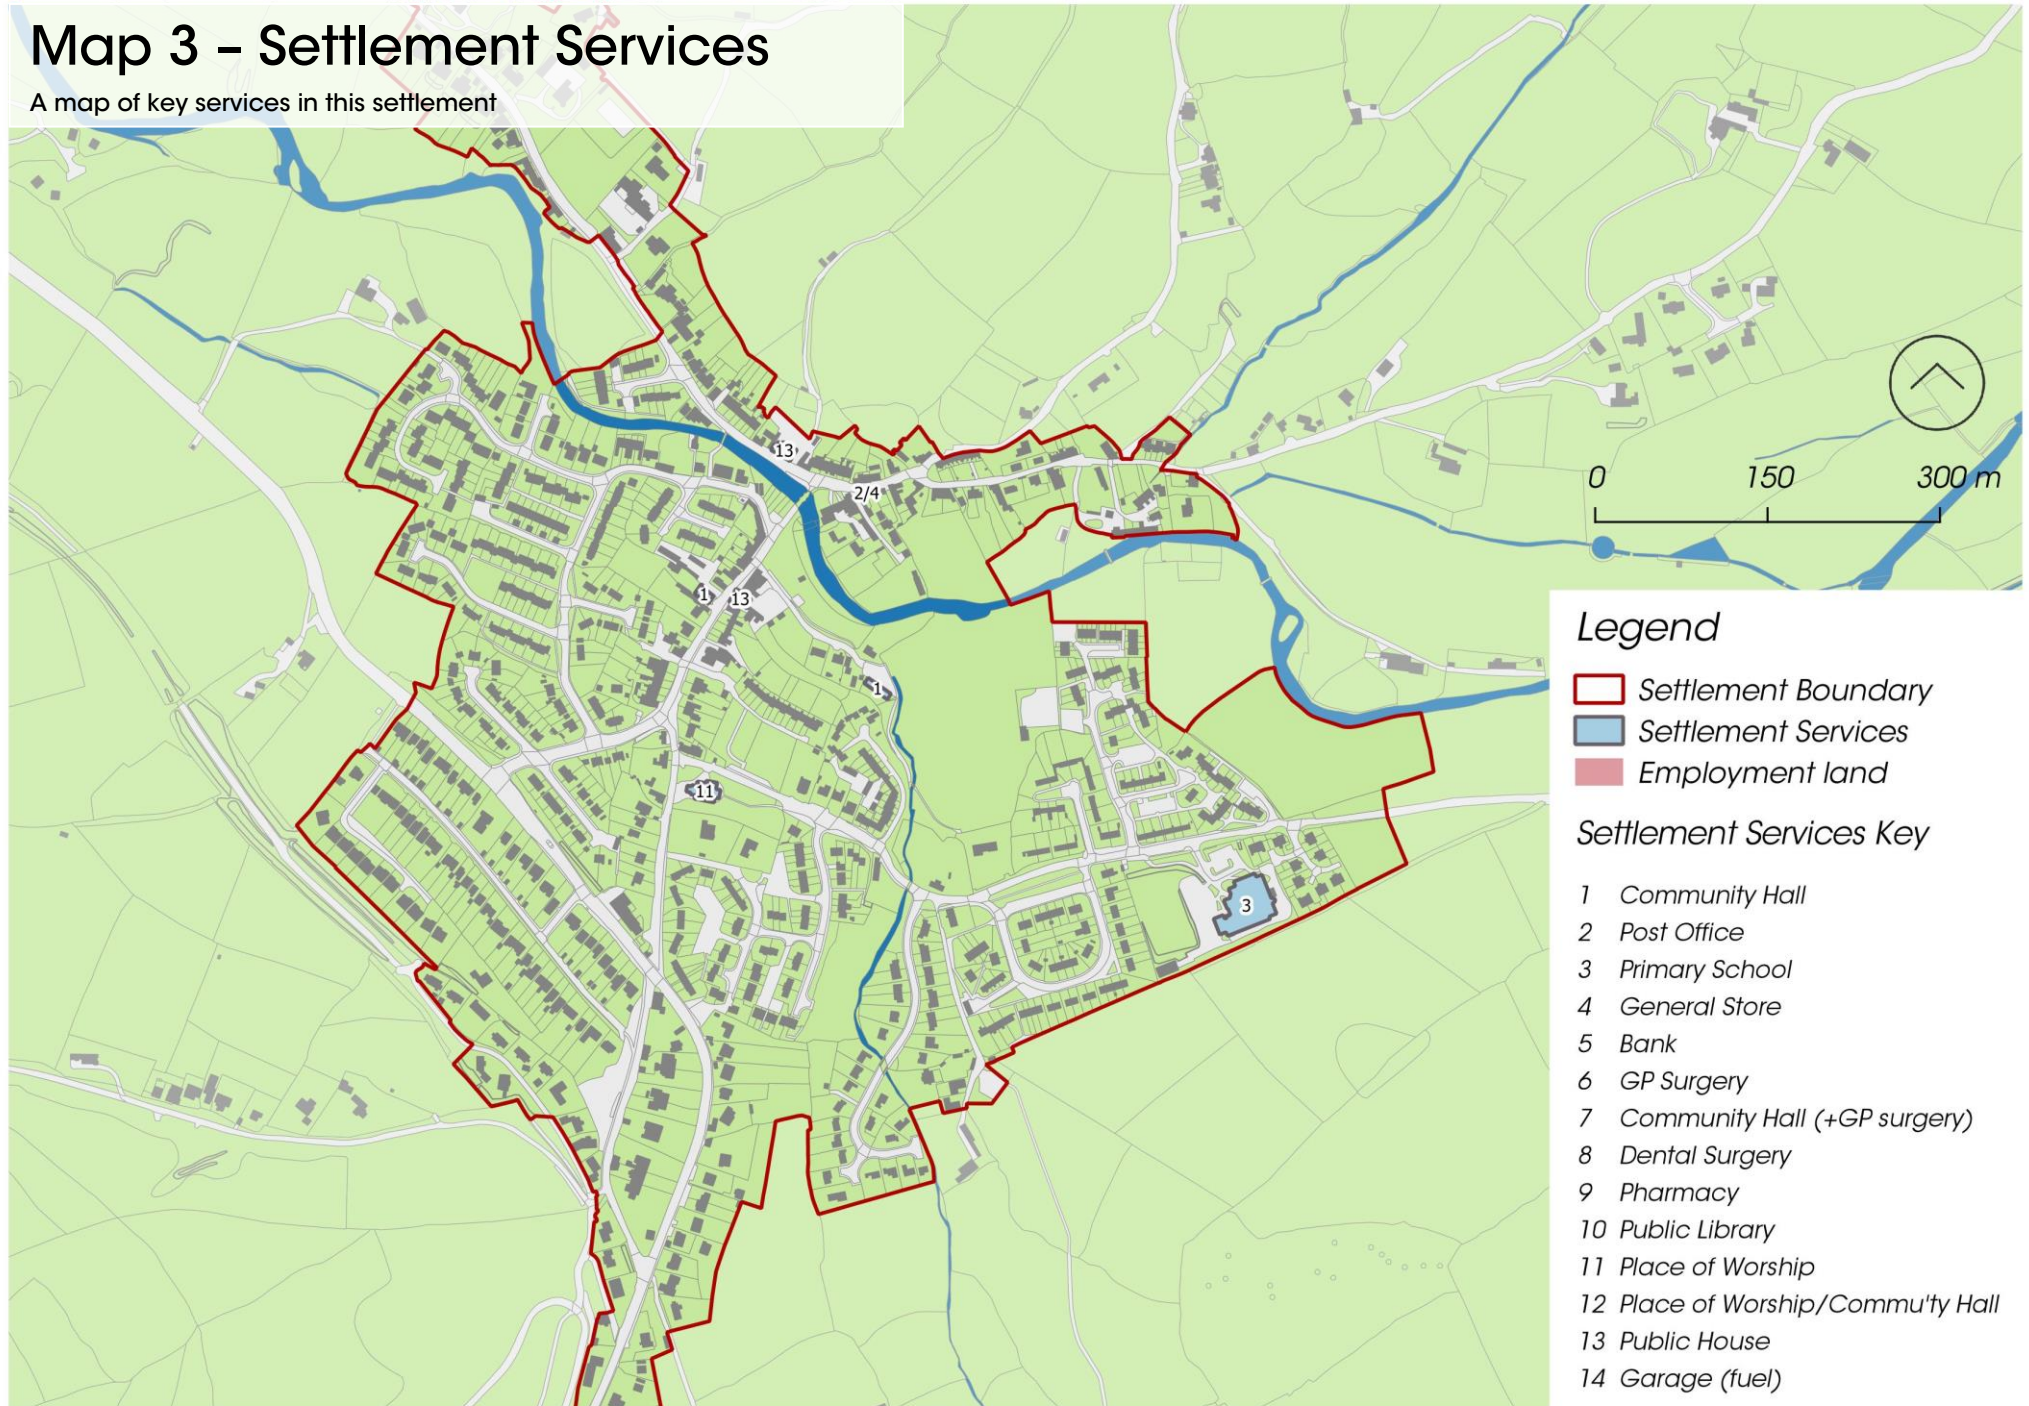 Map 3 – Settlement Services
A map of key services in this settlement
13
2/4
1
13
1
11
3
0 150 300 m
Legend
Settlement Boundary
Settlement Services
Employment land
Settlement Services Key
1 Community Hall
2 Post Office
3 Primary School
4 General Store
5 Bank
6 GP Surgery
7 Community Hall (+GP surgery)
8 Dental Surgery
9 Pharmacy
10 Public Library
11 Place of Worship
12 Place of Worship/Commu'ty Hall
13 Public House
14 Garage (fuel)